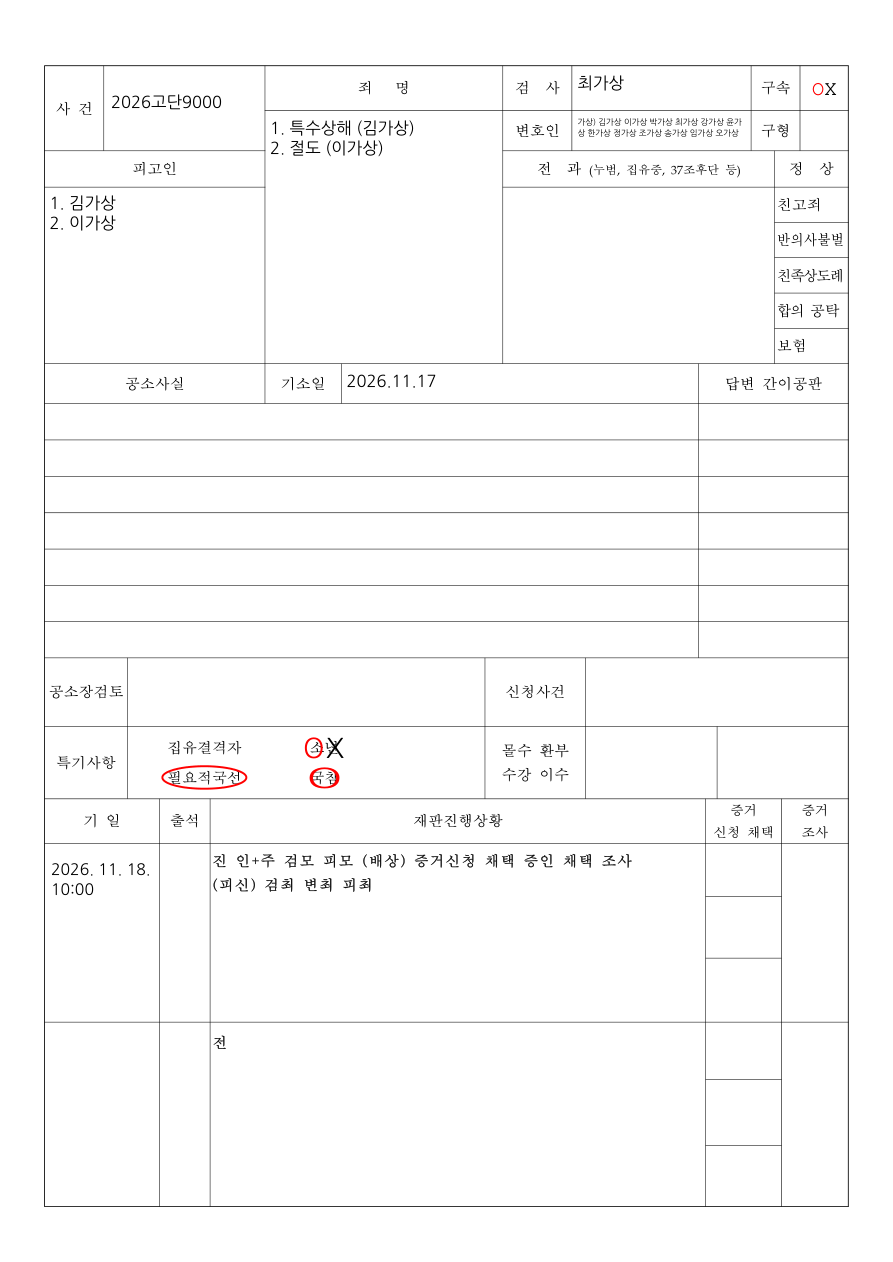 사 건 2026고단9000 죄 명 검 사 최가상 구속 OX
1. 특수상해 (김가상)
2. 절도 (이가상)
변호인 가상) 김가상 이가상 박가상 최가상 강가상 윤가
상 한가상 정가상 조가상 송가상 임가상 오가상
구형
피고인 전 과 (누범, 집유중, 37조후단 등) 정 상
1. 김가상
2. 이가상
친고죄
반의사불벌
친족상도례
합의 공탁
보험
공소사실 기소일 2026.11.17 답변 간이공판
공소장검토 신청사건
특기사항 집유결격자 소년 OX
필요적국선 국참
몰수 환부
수강 이수
기 일 출석 재판진행상황 증거
신청 채택
증거
조사
2026. 11. 18.
10:00
진 인+주 검모 피모 (배상) 증거신청 채택 증인 채택 조사
(피신) 검최 변최 피최
전